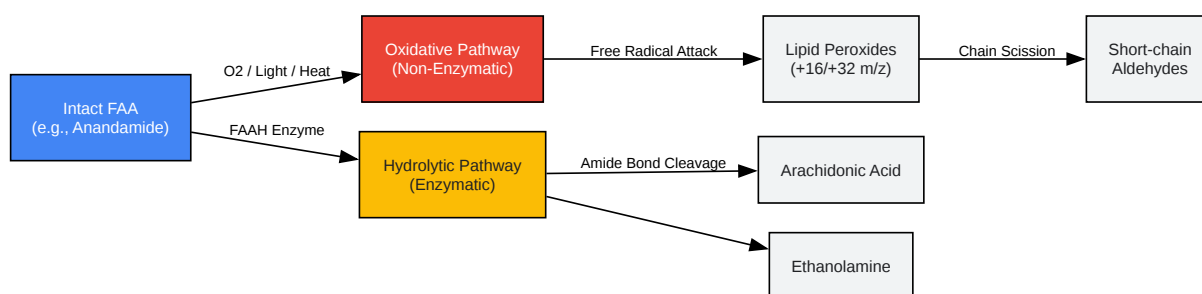 Intact FAA
(e.g., Anandamide)
O2 / Light / Heat
FAAH Enzyme
Oxidative Pathway
(Non-Enzymatic)
Hydrolytic Pathway
(Enzymatic)
Free Radical Attack
Amide Bond Cleavage
Lipid Peroxides
(+16/+32 m/z)
Chain Scission
Short-chain
Aldehydes
Arachidonic Acid
Ethanolamine